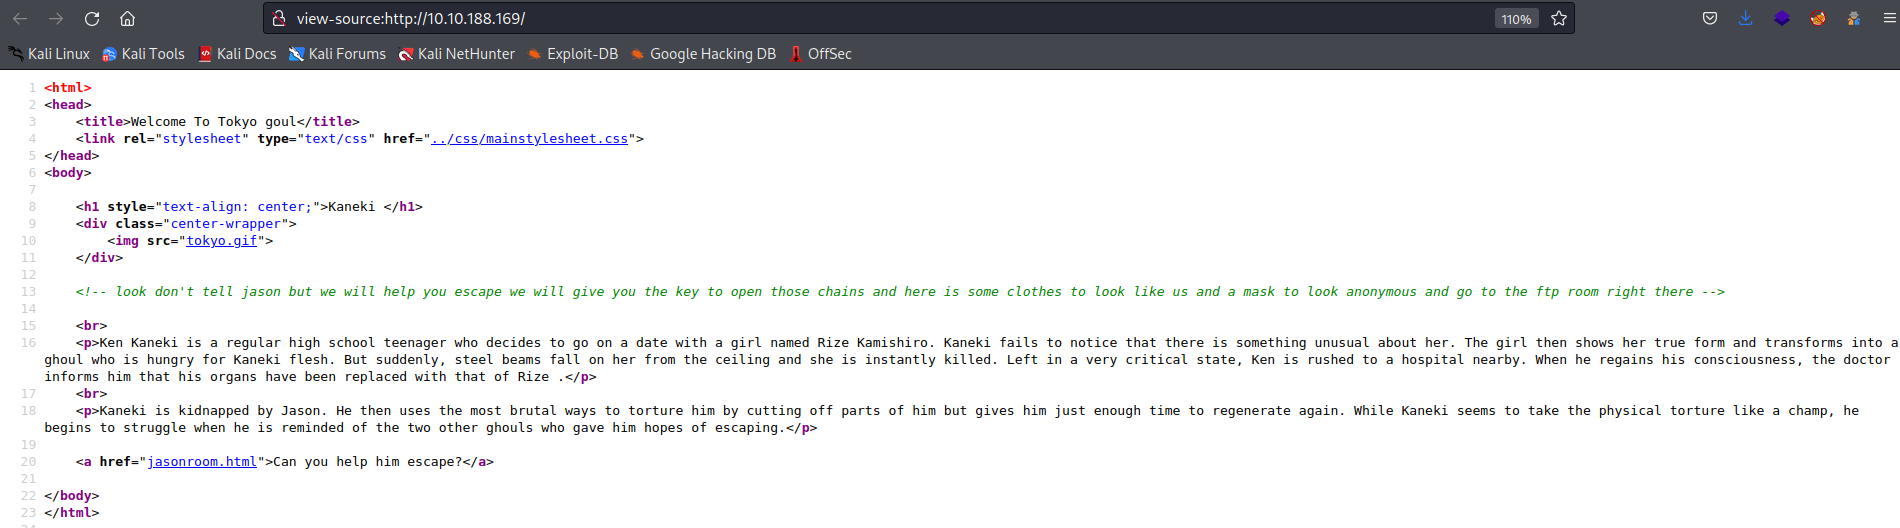 view-source:http://10.10.188.169/
110%
Kali Linux Kali Tools Kali Docs Kali Forums Kali NetHunter Exploit-DB Google Hacking DB OffSec
1 <html>
2 <head>
3 <title>Welcome To Tokyo goul</title>
4 <link rel="stylesheet" type="text/css" href="../css/mainstylesheet.css">
5 </head>
6 <body>
7
8 <h1 style="text-align: center;">Kaneki </h1>
9 <div class="center-wrapper">
10 <img src="tokyo.gif">
11 </div>
12
13 <!-- look don't tell jason but we will help you escape we will give you the key to open those chains and here is some clothes to look like us and a mask to look anonymous and go to the ftp room right there -->
14
15 <br>
16 <p>Ken Kaneki is a regular high school teenager who decides to go on a date with a girl named Rize Kamishiro. Kaneki fails to notice that there is something unusual about her. The girl then shows her true form and transforms into a
ghoul who is hungry for Kaneki flesh. But suddenly, steel beams fall on her from the ceiling and she is instantly killed. Left in a very critical state, Ken is rushed to a hospital nearby. When he regains his consciousness, the doctor
informs him that his organs have been replaced with that of Rize .</p>
17 <br>
18 <p>Kaneki is kidnapped by Jason. He then uses the most brutal ways to torture him by cutting off parts of him but gives him just enough time to regenerate again. While Kaneki seems to take the physical torture like a champ, he
begins to struggle when he is reminded of the two other ghouls who gave him hopes of escaping.</p>
19
20 <a href="jasonroom.html">Can you help him escape?</a>
21
22 </body>
23 </html>
24